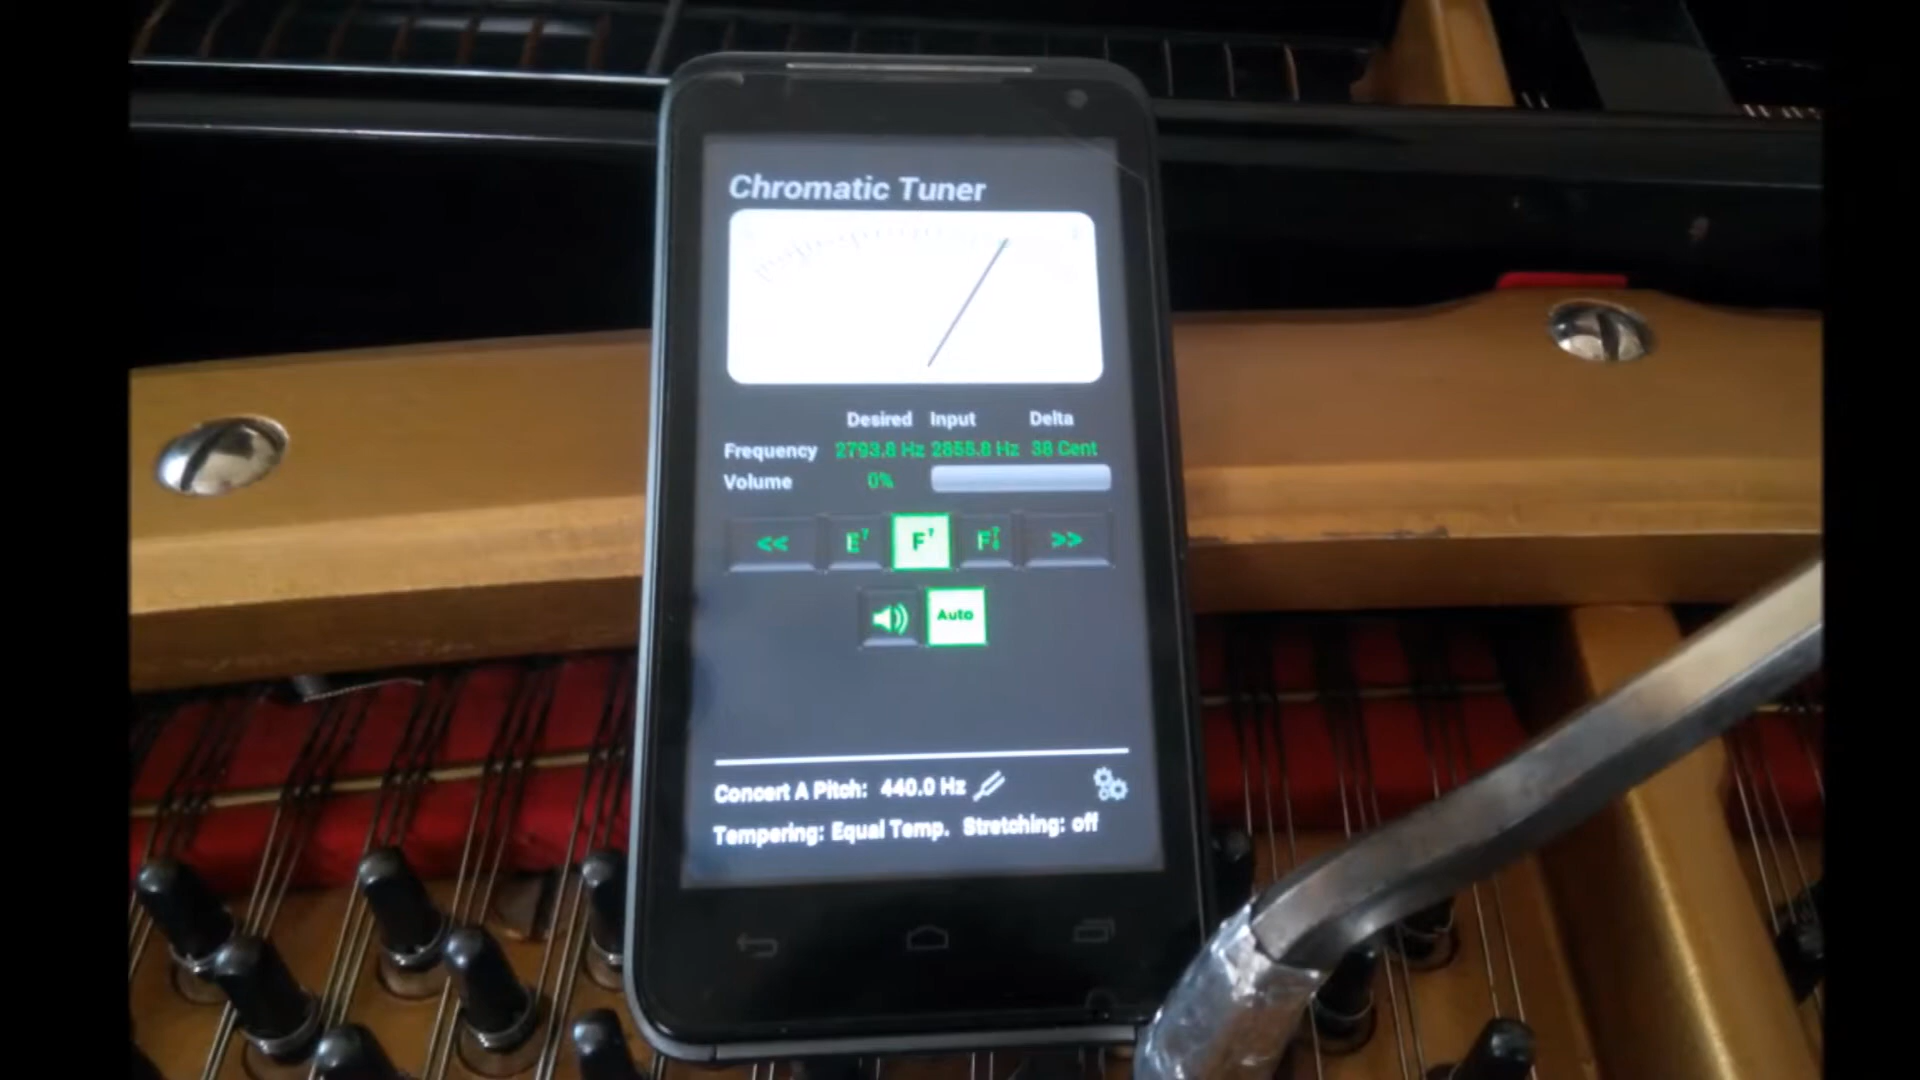 Chromatic Tuner
Desired Input Delta
Frequency 2793.8 Hz 2855.8 Hz 38 Cent
Volume 0%
<< E7 F7 F#7 >>
Auto
Concert A Pitch: 440.0 Hz
Tempering: Equal Temp. Stretching: off